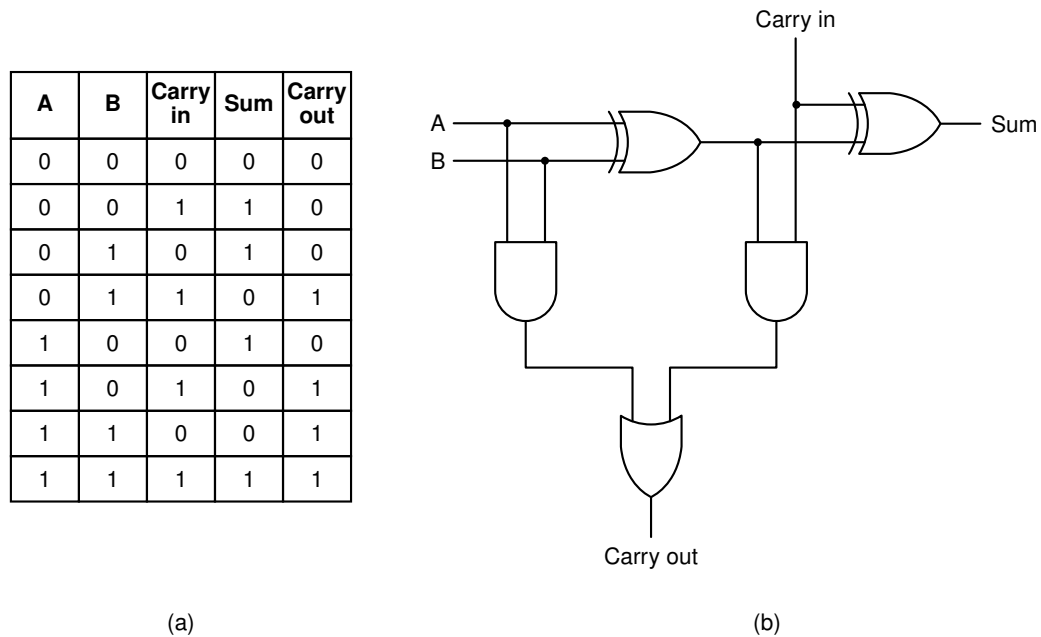 A B Carry in Sum Carry out
0 0 0 0 0
0 0 1 1 0
0 1 0 1 0
0 1 1 0 1
1 0 0 1 0
1 0 1 0 1
1 1 0 0 1
1 1 1 1 1
(a)
Carry in
A
B
Sum
Carry out
(b)